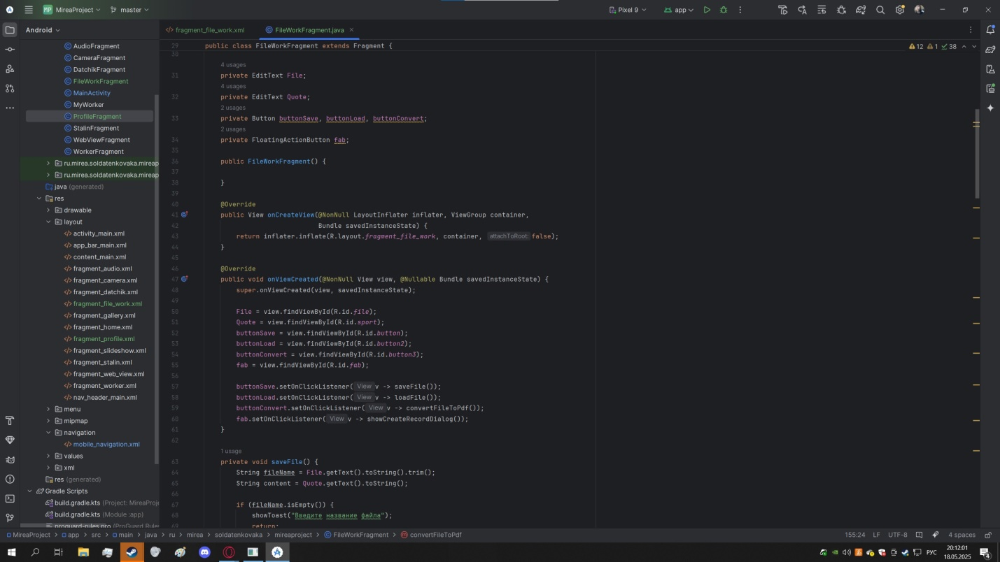 MP MireaProject master Pixel 9 app
Android
fragment_file_work.xml FileWorkFragment.java
AudioFragment
CameraFragment
DatchikFragment
FileWorkFragment
MainActivity
MyWorker
ProfileFragment
StalinFragment
WebViewFragment
WorkerFragment
ru.mirea.soldatenkovaka.mireap
ru.mirea.soldatenkovaka.mireap
java (generated)
res
drawable
layout
activity_main.xml
app_bar_main.xml
content_main.xml
fragment_audio.xml
fragment_camera.xml
fragment_datchik.xml
fragment_file_work.xml
fragment_gallery.xml
fragment_home.xml
fragment_profile.xml
fragment_slideshow.xml
fragment_stalin.xml
fragment_web_view.xml
fragment_worker.xml
nav_header_main.xml
menu
mipmap
navigation
mobile_navigation.xml
values
xml
res (generated)
Gradle Scripts
build.gradle.kts (Project: MireaProje
build.gradle.kts (Module :app)
proguard-rules.pro (ProGuard Rules
29 public class FileWorkFragment extends Fragment {
12 1 38
30
4 usages
31 private EditText File;
4 usages
32 private EditText Quote;
2 usages
33 private Button buttonSave, buttonLoad, buttonConvert;
2 usages
34 private FloatingActionButton fab;
35
36 public FileWorkFragment() {
37
38 }
39
40 @Override
41 public View onCreateView(@NonNull LayoutInflater inflater, ViewGroup container,
42 Bundle savedInstanceState) {
43 return inflater.inflate(R.layout.fragment_file_work, container, attachToRoot: false);
44 }
45
46 @Override
47 public void onViewCreated(@NonNull View view, @Nullable Bundle savedInstanceState) {
48 super.onViewCreated(view, savedInstanceState);
49
50 File = view.findViewById(R.id.file);
51 Quote = view.findViewById(R.id.sport);
52 buttonSave = view.findViewById(R.id.button);
53 buttonLoad = view.findViewById(R.id.button2);
54 buttonConvert = view.findViewById(R.id.button3);
55 fab = view.findViewById(R.id.fab);
56
57 buttonSave.setOnClickListener( View v -> saveFile());
58 buttonLoad.setOnClickListener( View v -> loadFile());
59 buttonConvert.setOnClickListener( View v -> convertFileToPdf());
60 fab.setOnClickListener( View v -> showCreateRecordDialog());
61 }
62
1 usage
63 private void saveFile() {
64 String fileName = File.getText().toString().trim();
65 String content = Quote.getText().toString();
66
67 if (fileName.isEmpty()) {
68 showToast("Введите название файла");
69 return;
MireaProject > app > src > main > java > ru > mirea > soldatenkovaka > mireaproject > FileWorkFragment > convertFileToPdf
155:24 LF UTF-8 4 spaces
РУС
20:12:01
18.05.2025
4